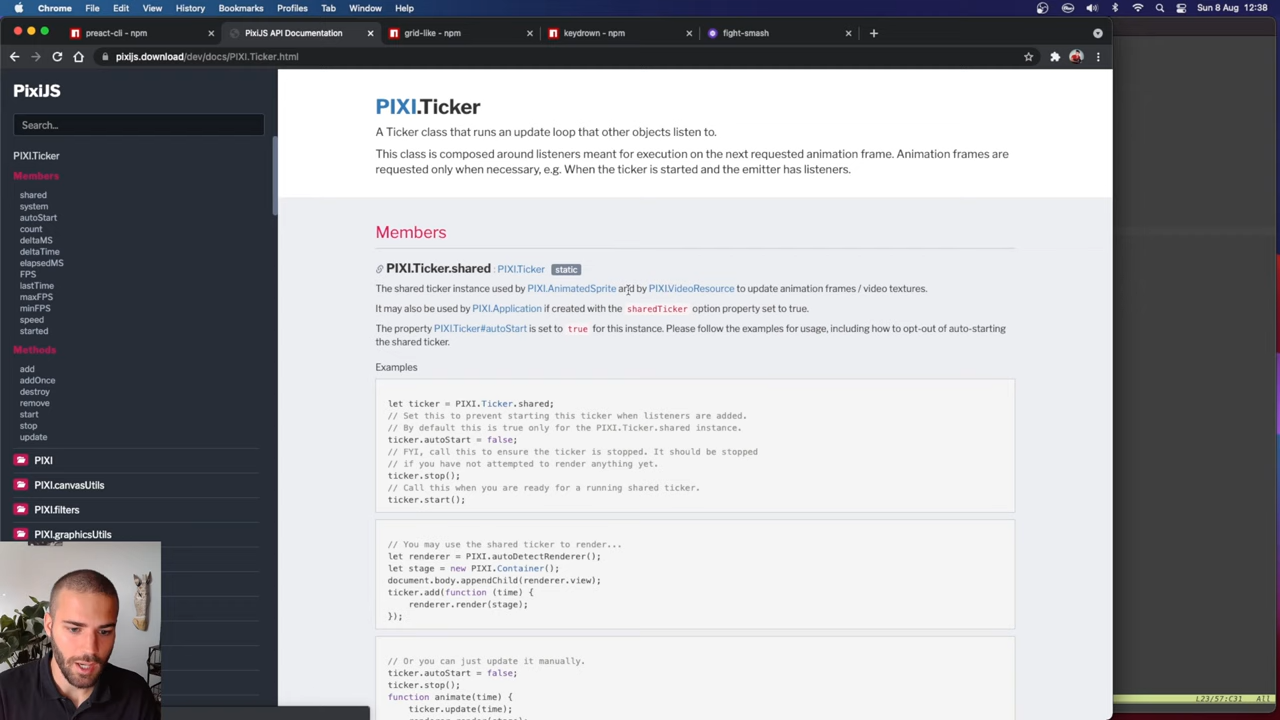 Chrome File Edit View History Bookmarks Profiles Tab Window Help Sun 8 Aug 12:38
preact-cli - npm PixiJS API Documentation grid-like - npm keydrown - npm fight-smash
pixijs.download/dev/docs/PIXI.Ticker.html
PixiJS
Search...
PIXI.Ticker
Members
shared
system
autoStart
count
deltaMS
deltaTime
elapsedMS
FPS
lastTime
maxFPS
minFPS
speed
started
Methods
add
addOnce
destroy
remove
start
stop
update
PIXI
PIXI.canvasUtils
PIXI.filters
PIXI.graphicsUtils
PIXI.Ticker
A Ticker class that runs an update loop that other objects listen to.
This class is composed around listeners meant for execution on the next requested animation frame. Animation frames are
requested only when necessary, e.g. When the ticker is started and the emitter has listeners.
Members
PIXI.Ticker.shared : PIXI.Ticker static
The shared ticker instance used by PIXI.AnimatedSprite and by PIXI.VideoResource to update animation frames / video textures.
It may also be used by PIXI.Application if created with the sharedTicker option property set to true.
The property PIXI.Ticker#autoStart is set to true for this instance. Please follow the examples for usage, including how to opt-out of auto-starting
the shared ticker.
Examples
let ticker = PIXI.Ticker.shared;
// Set this to prevent starting this ticker when listeners are added.
// By default this is true only for the PIXI.Ticker.shared instance.
ticker.autoStart = false;
// FYI, call this to ensure the ticker is stopped. It should be stopped
// if you have not attempted to render anything yet.
ticker.stop();
// Call this when you are ready for a running shared ticker.
ticker.start();
// You may use the shared ticker to render...
let renderer = PIXI.autoDetectRenderer();
let stage = new PIXI.Container();
document.body.appendChild(renderer.view);
ticker.add(function (time) {
renderer.render(stage);
});
// Or you can just update it manually.
ticker.autoStart = false;
ticker.stop();
function animate(time) {
ticker.update(time);
L23/57:C31 All